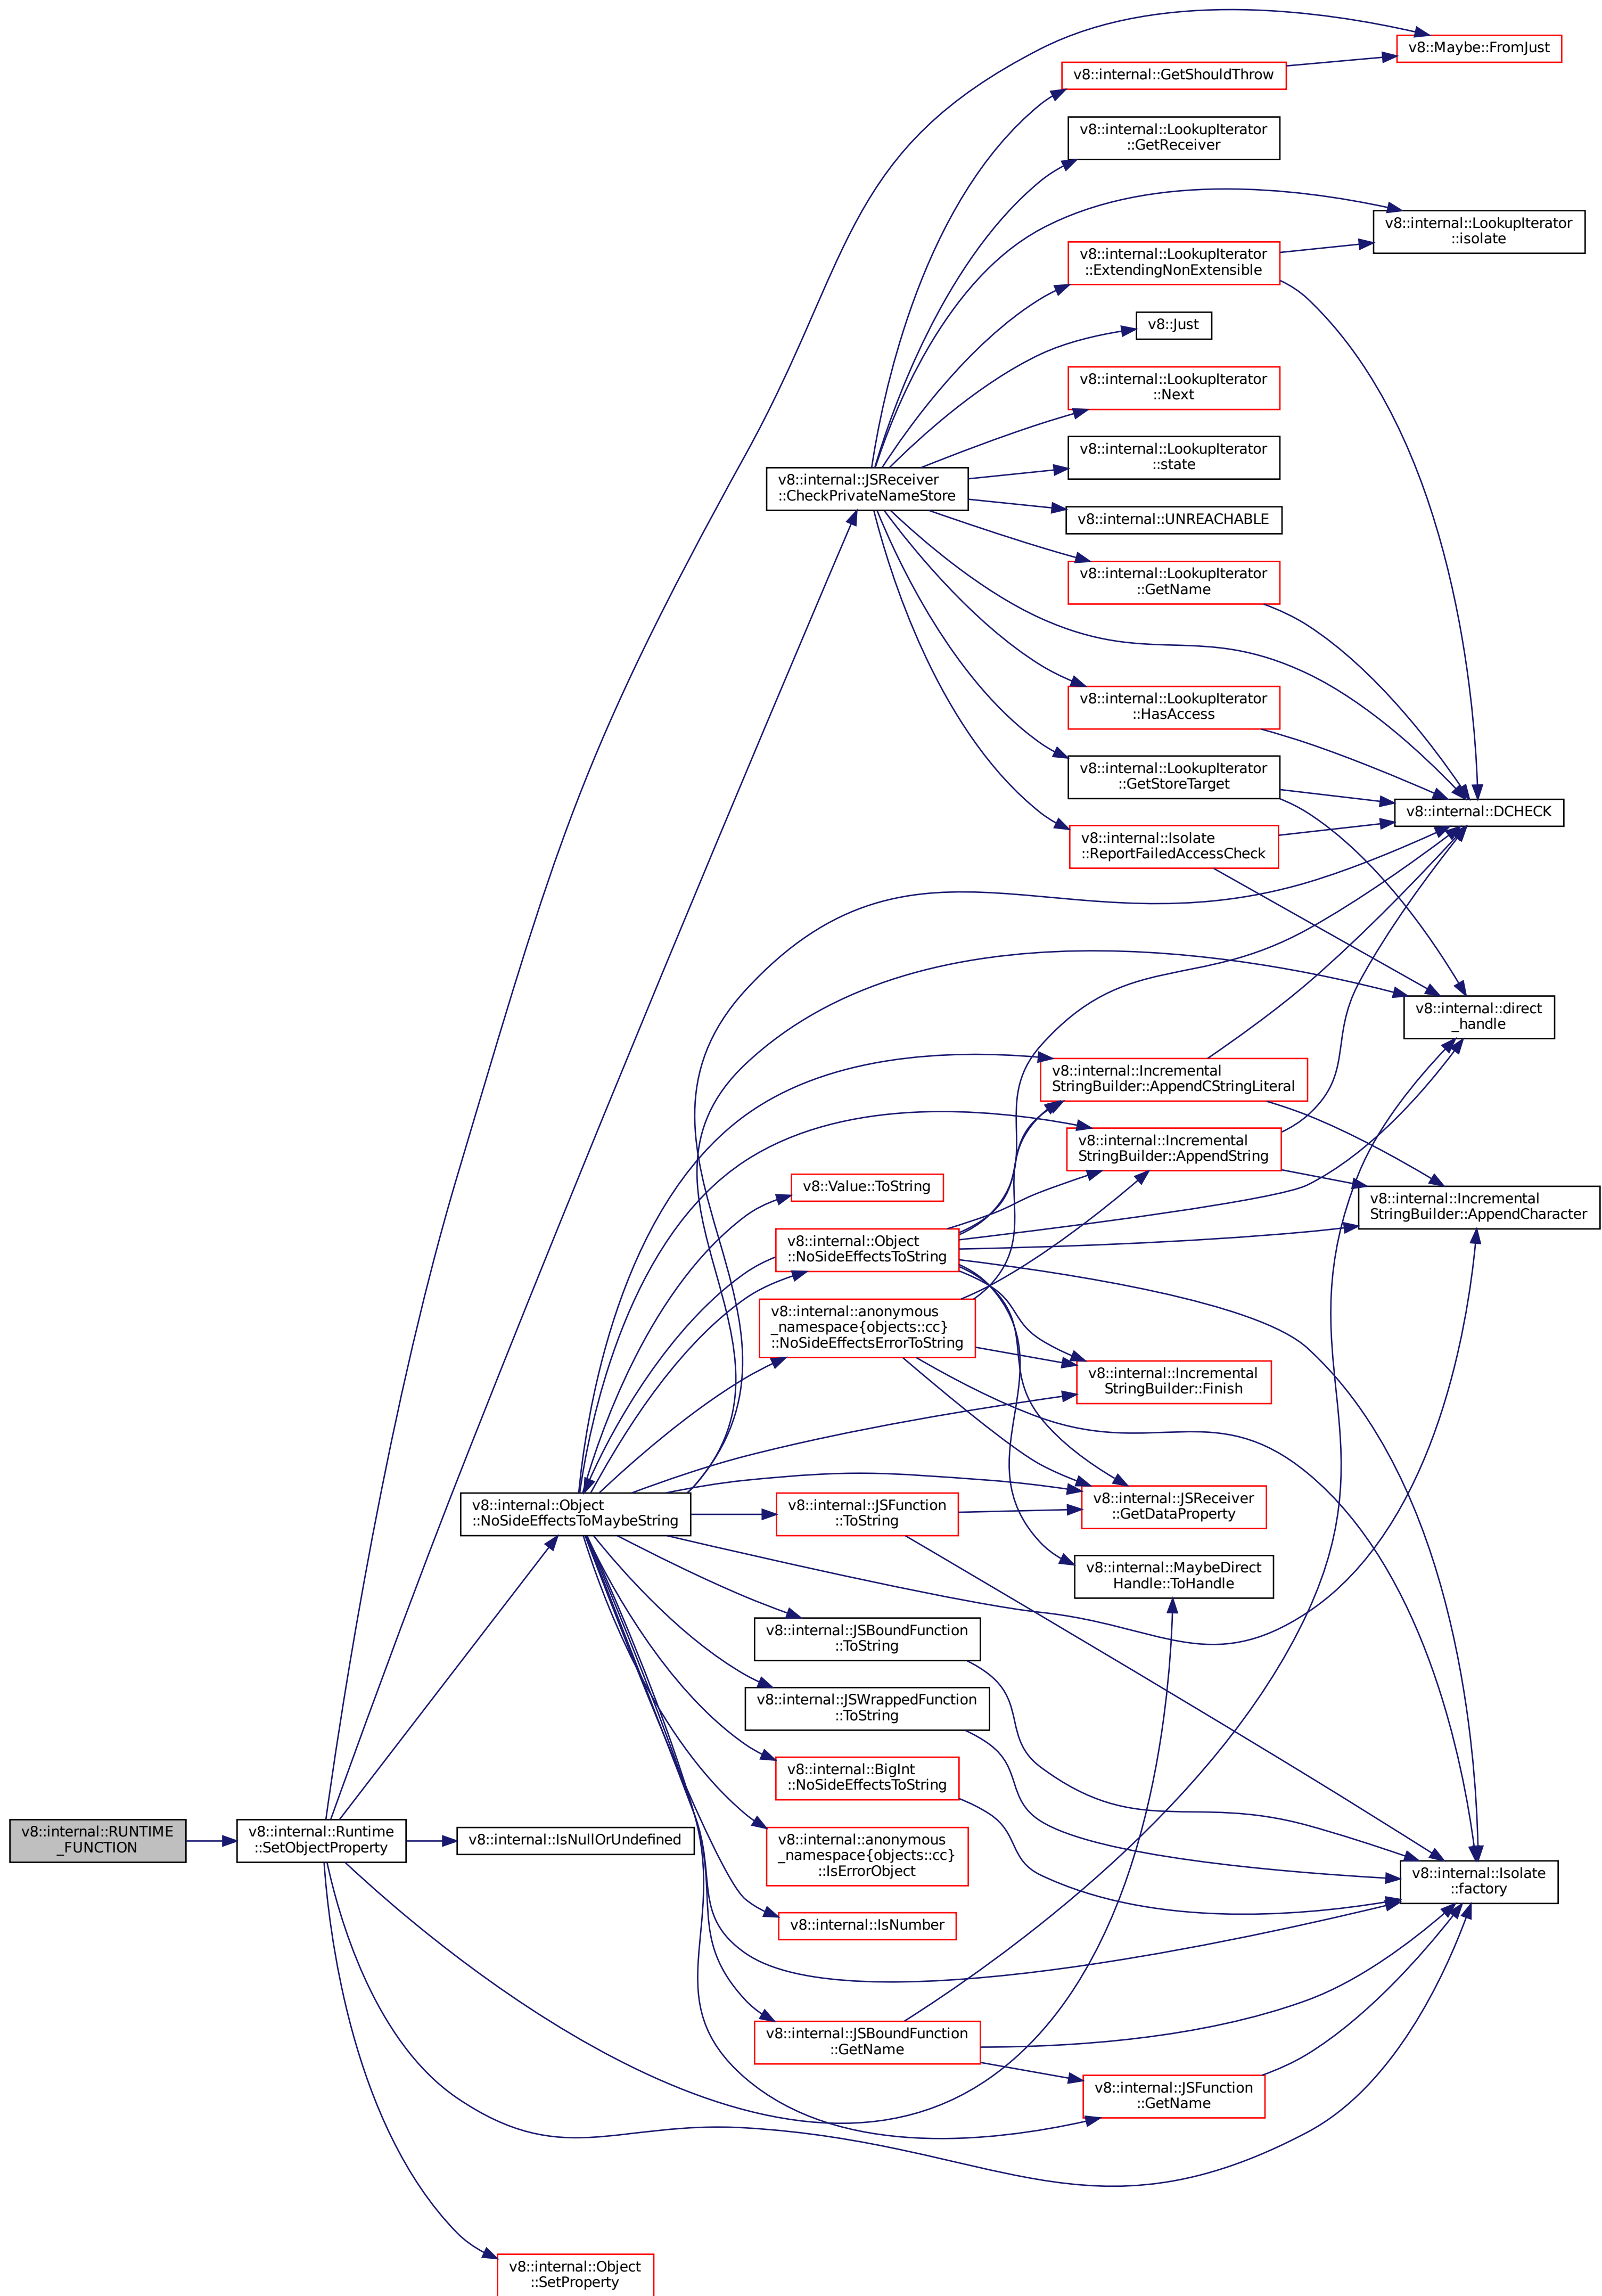 v8::Maybe::FromJust
v8::internal::GetShouldThrow
v8::internal::LookupIterator
::GetReceiver
v8::internal::LookupIterator
::isolate
v8::internal::LookupIterator
::ExtendingNonExtensible
v8::Just
v8::internal::LookupIterator
::Next
v8::internal::LookupIterator
::state
v8::internal::JSReceiver
::CheckPrivateNameStore
v8::internal::UNREACHABLE
v8::internal::LookupIterator
::GetName
v8::internal::LookupIterator
::HasAccess
v8::internal::LookupIterator
::GetStoreTarget
v8::internal::DCHECK
v8::internal::Isolate
::ReportFailedAccessCheck
v8::internal::direct
_handle
v8::internal::Incremental
StringBuilder::AppendCStringLiteral
v8::internal::Incremental
StringBuilder::AppendString
v8::Value::ToString
v8::internal::Incremental
StringBuilder::AppendCharacter
v8::internal::Object
::NoSideEffectsToString
v8::internal::anonymous
_namespace{objects::cc}
::NoSideEffectsErrorToString
v8::internal::Incremental
StringBuilder::Finish
v8::internal::Object
::NoSideEffectsToMaybeString
v8::internal::JSFunction
::ToString
v8::internal::JSReceiver
::GetDataProperty
v8::internal::MaybeDirect
Handle::ToHandle
v8::internal::JSBoundFunction
::ToString
v8::internal::JSWrappedFunction
::ToString
v8::internal::BigInt
::NoSideEffectsToString
v8::internal::RUNTIME
_FUNCTION
v8::internal::Runtime
::SetObjectProperty
v8::internal::IsNullOrUndefined
v8::internal::anonymous
_namespace{objects::cc}
::IsErrorObject
v8::internal::Isolate
::factory
v8::internal::IsNumber
v8::internal::JSBoundFunction
::GetName
v8::internal::JSFunction
::GetName
v8::internal::Object
::SetProperty